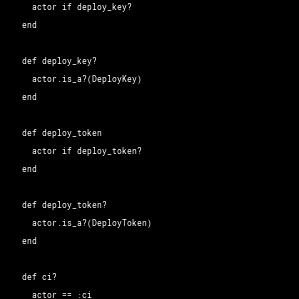 actor if deploy_key?
end
def deploy_key?
actor.is_a?(DeployKey)
end
def deploy_token
actor if deploy_token?
end
def deploy_token?
actor.is_a?(DeployToken)
end
def ci?
actor == :ci